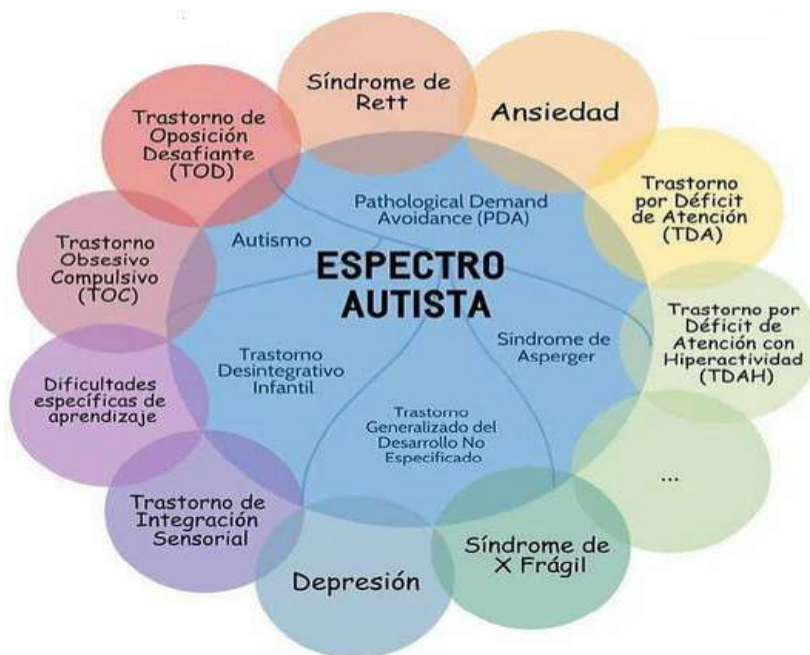 Síndrome de
Rett
Ansiedad
Trastorno de
Oposición
Desafiante
(TOD)
Trastorno
por Déficit
de Atención
(TDA)
Pathological Demand
Avoidance (PDA)
Autismo
Trastorno
Obsesivo
Compulsivo
(TOC)
ESPECTRO
AUTISTA
Trastorno por
Déficit de
Atención con
Hiperactividad
(TDAH)
Síndrome de
Asperger
Trastorno
Desintegrativo
Infantil
Dificultades
específicas de
aprendizaje
Trastorno
Generalizado del
Desarrollo No
Especificado
...
Trastorno de
Integración
Sensorial
Depresión
Síndrome de
X Frágil